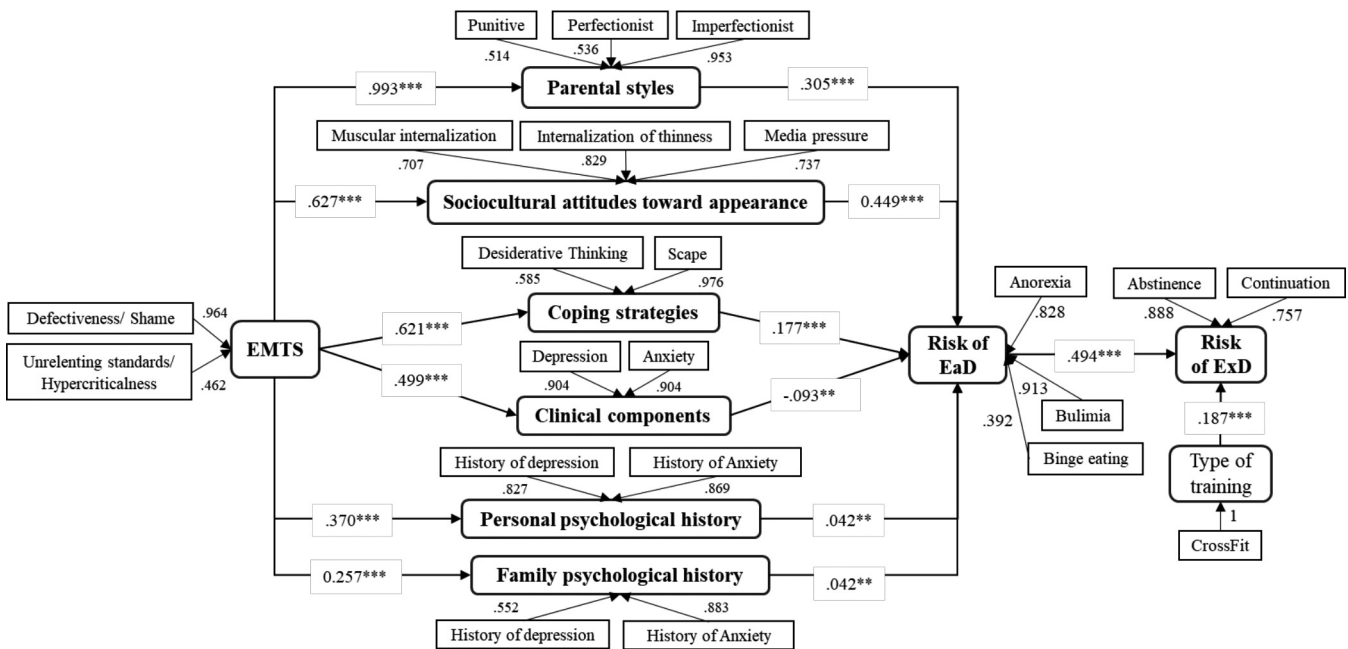 Punitive
Perfectionist
Imperfectionist
.514
.536
.953
.993***
Parental styles
.305***
Muscular internalization
Internalization of thinness
Media pressure
.707
.829
.737
.627***
Sociocultural attitudes toward appearance
0.449***
Desiderative Thinking
Scape
.585
.976
Defectiveness/ Shame
.964
Unrelenting standards/
Hypercriticalness
.462
EMTS
.621***
Coping strategies
.177***
Depression
Anxiety
.904
.904
.499***
Clinical components
-.093**
History of depression
History of Anxiety
.827
.869
.370***
Personal psychological history
.042**
0.257***
Family psychological history
.042**
.552
.883
History of depression
History of Anxiety
Anorexia
.828
Risk of
EaD
.913
Bulimia
.392
Binge eating
.494***
Abstinence
Continuation
.888
.757
Risk
of ExD
.187***
Type of
training
1
CrossFit